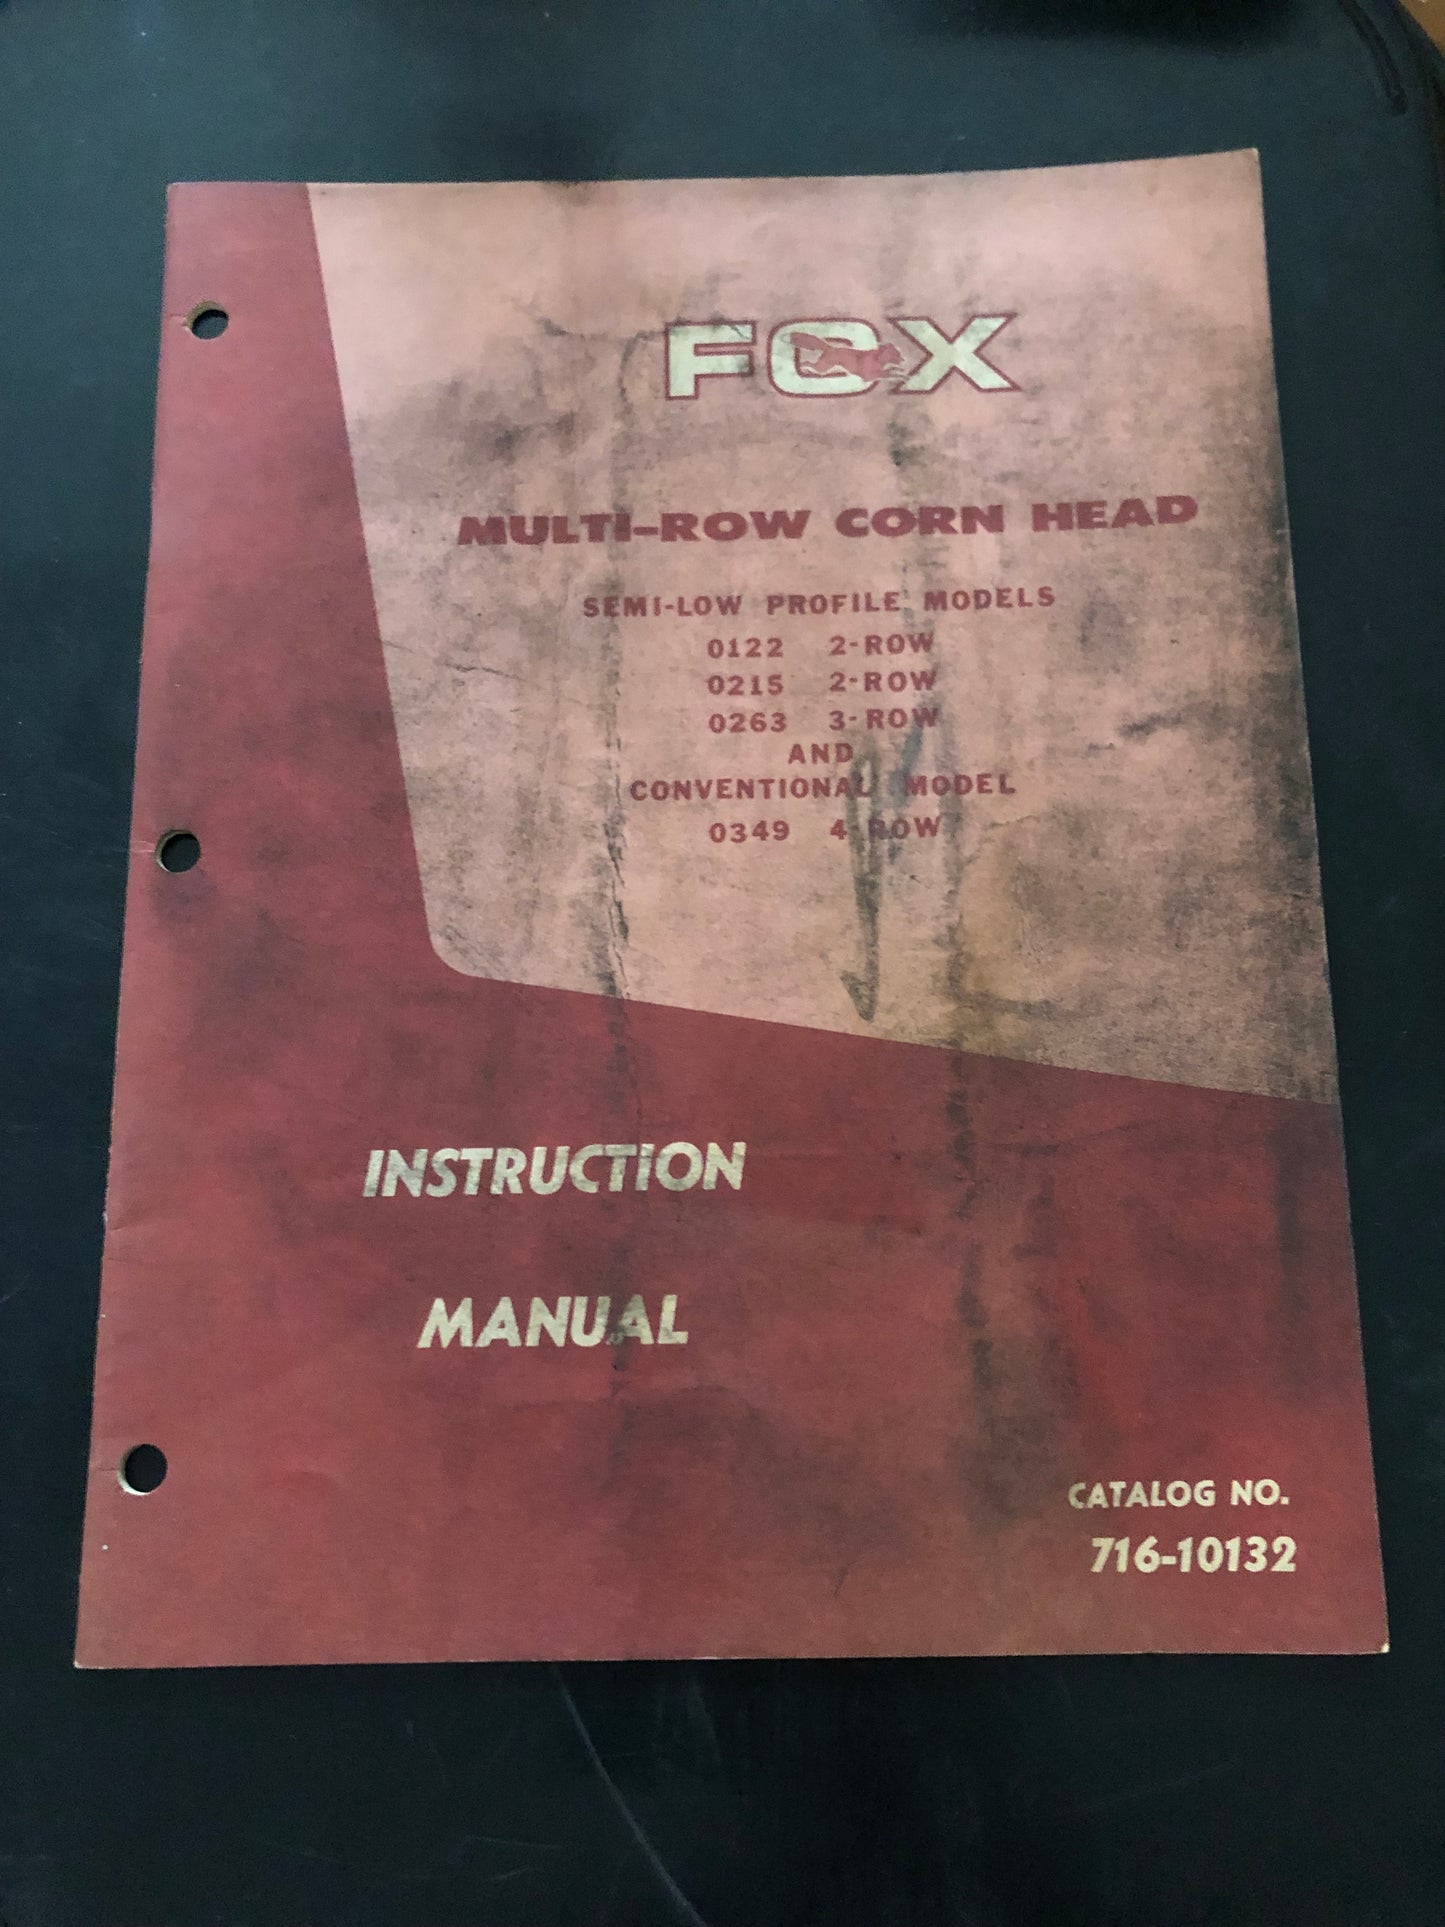 FOX
MULTI-ROW CORN HEAD
SEMI-LOW PROFILE MODELS
0122 2-ROW
0215 2-ROW
0263 3-ROW
AND
CONVENTIONAL MODEL
0349 4-ROW
INSTRUCTION
MANUAL
CATALOG NO.
716-10132